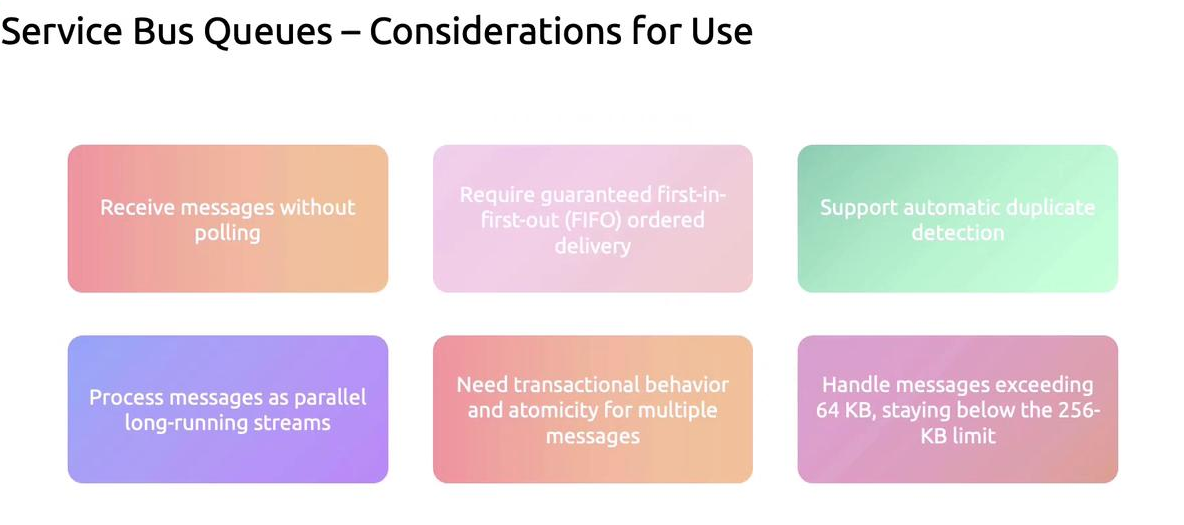 Service Bus Queues – Considerations for Use
Receive messages without
polling
Require guaranteed first-in-
first-out (FIFO) ordered
delivery
Support automatic duplicate
detection
Process messages as parallel
long-running streams
Need transactional behavior
and atomicity for multiple
messages
Handle messages exceeding
64 KB, staying below the 256-
KB limit